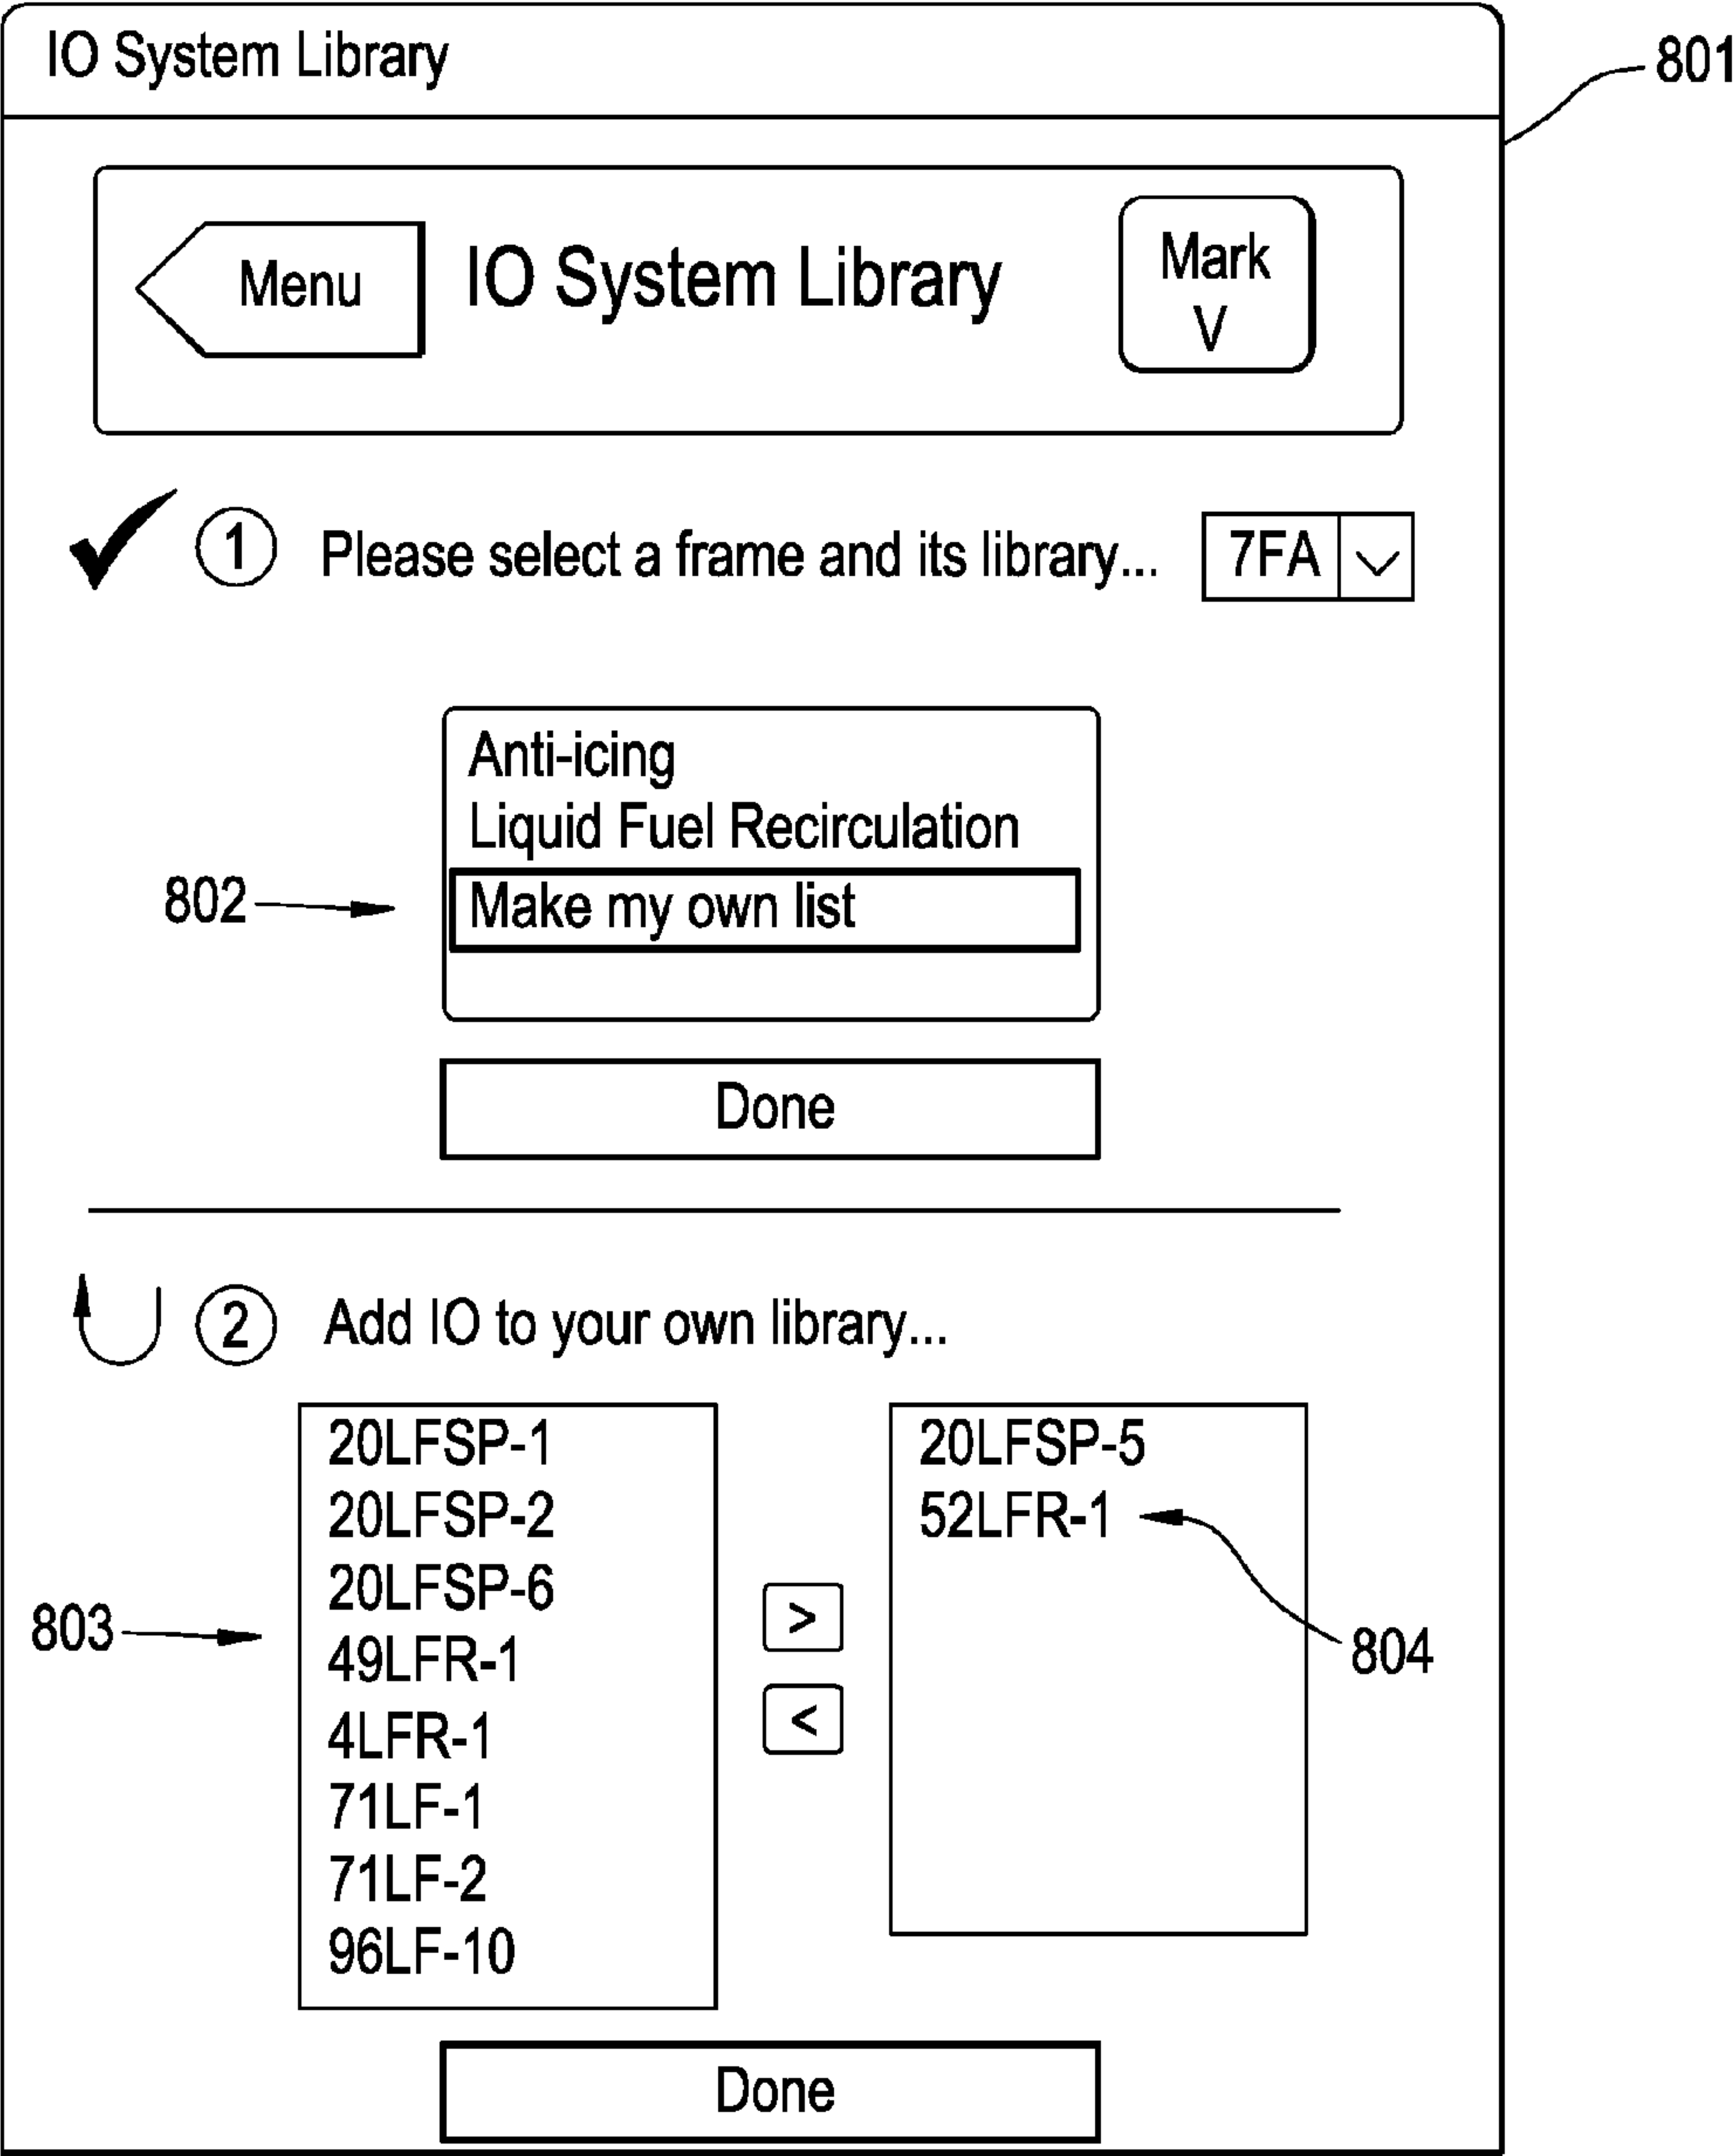 IO System Library
801
Menu
IO System Library
Mark
V
1 Please select a frame and its library... 7FA
Anti-icing
Liquid Fuel Recirculation
802
Make my own list
Done
2 Add IO to your own library...
20LFSP-1
20LFSP-2
20LFSP-6
803
49LFR-1
4LFR-1
71LF-1
71LF-2
96LF-10
>
<
20LFSP-5
52LFR-1
804
Done